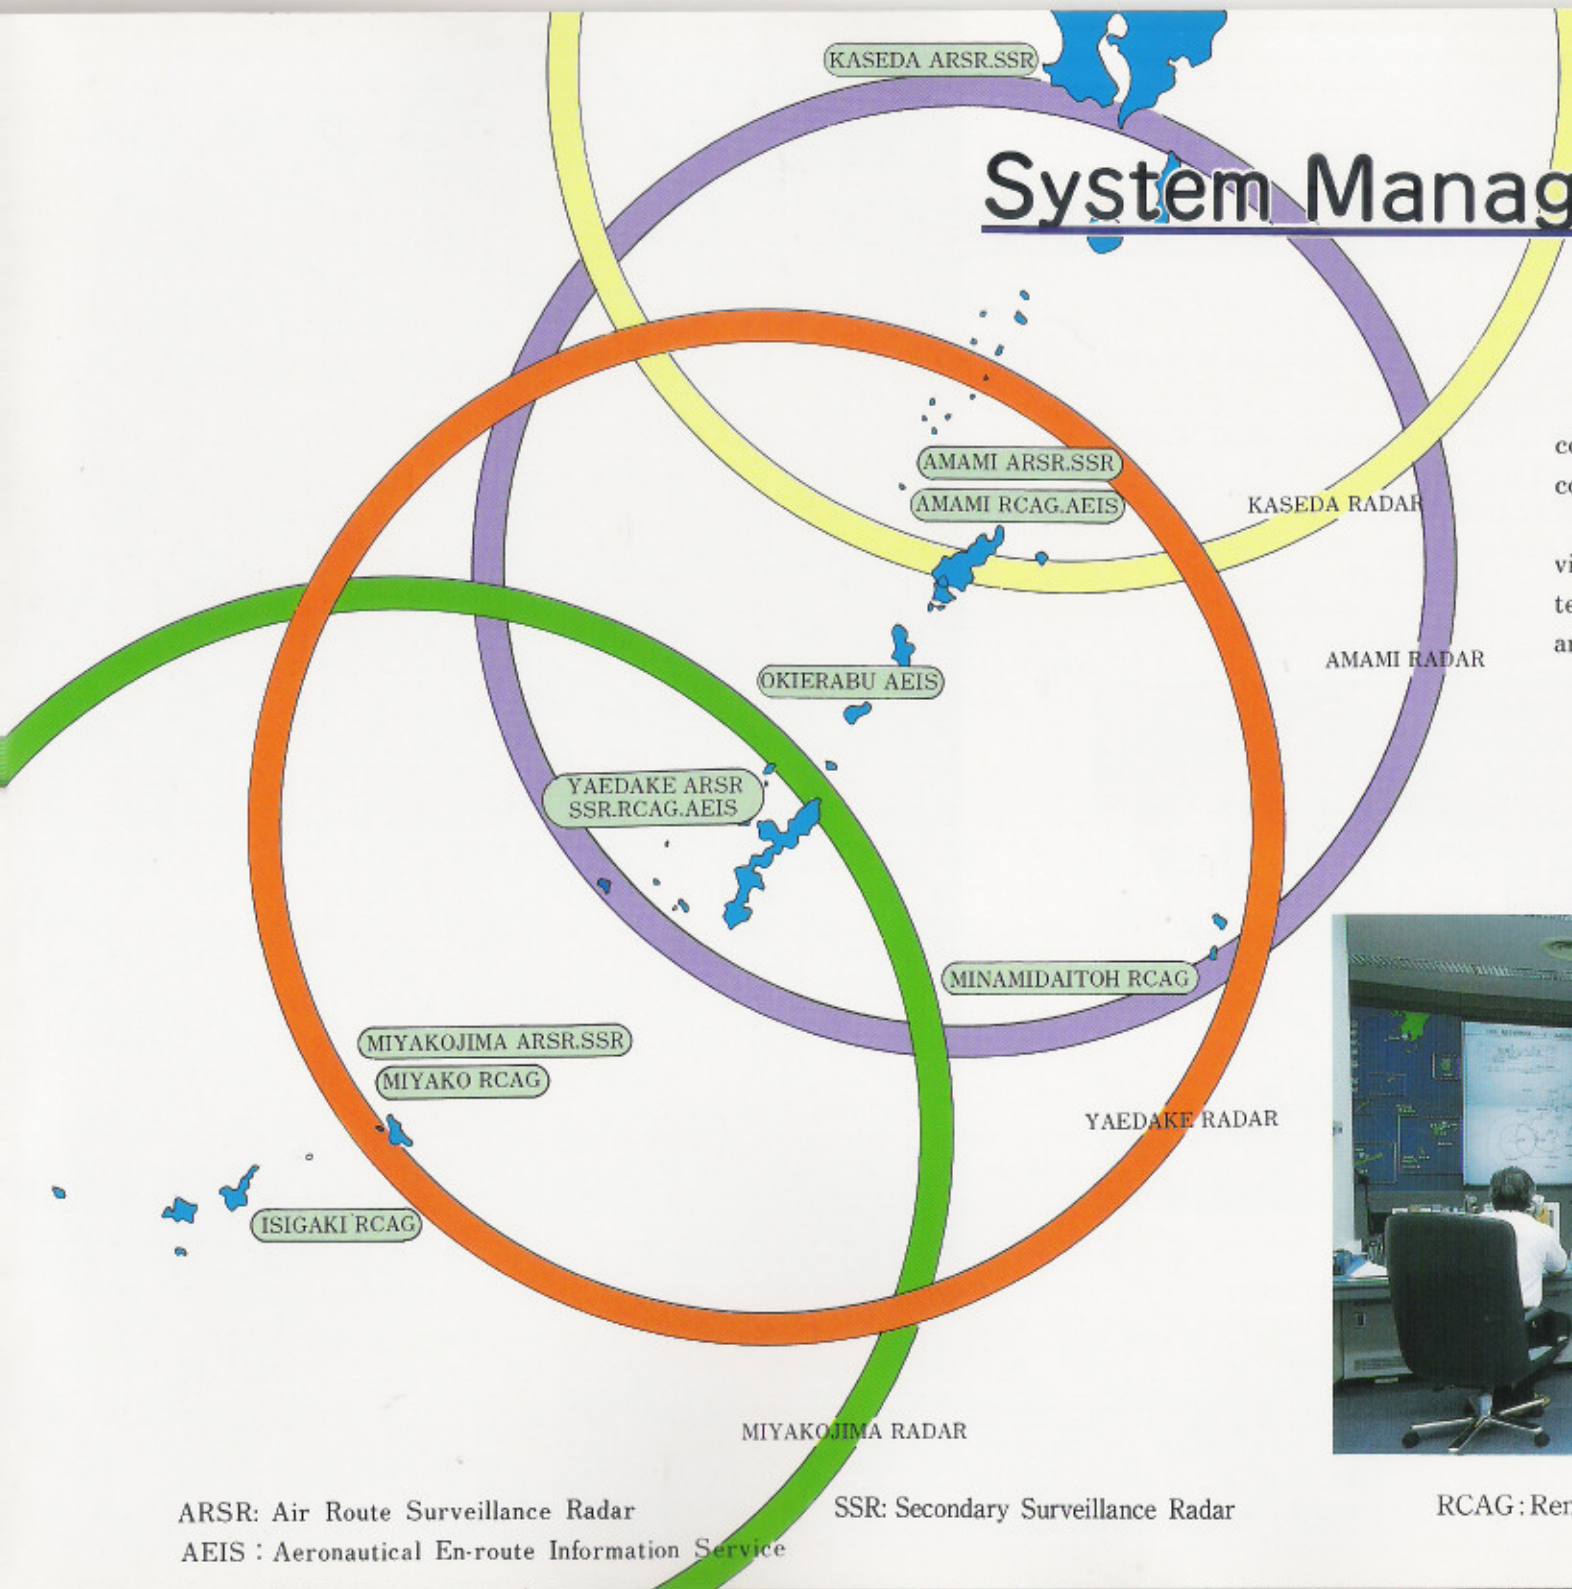 KASEDA ARSR.SSR
System Manag
AMAMI ARSR.SSR
AMAMI RCAG.AEIS
KASEDA RADAR
AMAMI RADAR
OKIERABU AEIS
YAEDAKE ARSR
SSR.RCAG.AEIS
MINAMIDAITOH RCAG
MIYAKOJIMA ARSR.SSR
MIYAKO RCAG
YAEDAKE RADAR
ISIGAKI RCAG
MIYAKOJIMA RADAR
ARSR: Air Route Surveillance Radar
SSR: Secondary Surveillance Radar
RCAG: Rem
AEIS : Aeronautical En-route Information Service